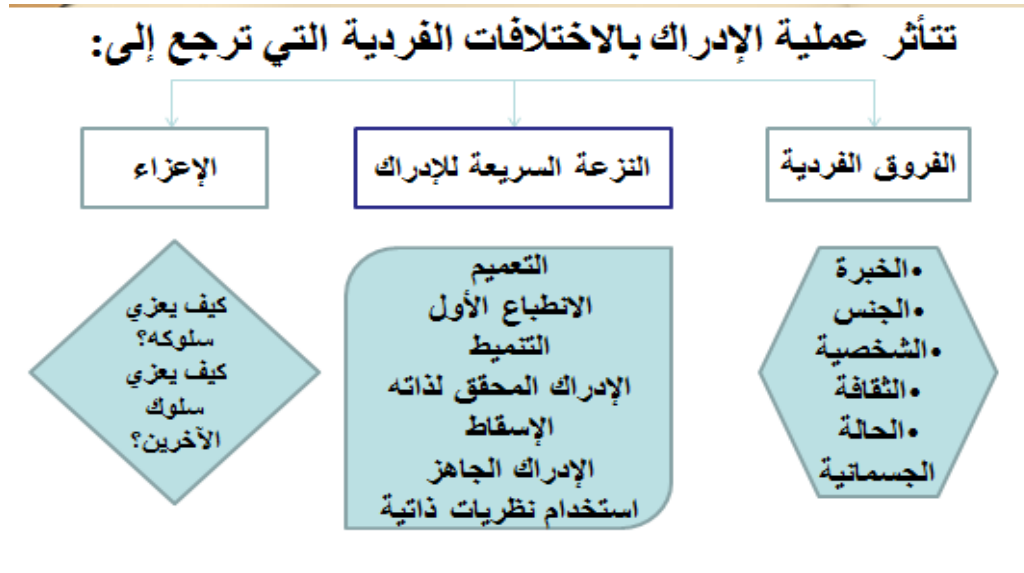 تتأثر عملية الإدراك بالاختلافات الفردية التي ترجع إلى:
الفروق الفردية
النزعة السريعة للإدراك
الإعزاء
•الخبرة
•الجنس
•الشخصية
•الثقافة
•الحالة
الجسمانية
التعميم
الانطباع الأول
التنميط
الإدراك المحقق لذاته
الإسقاط
الإدراك الجاهز
استخدام نظريات ذاتية
كيف يعزي
سلوكه؟
كيف يعزي
سلوك
الآخرين؟